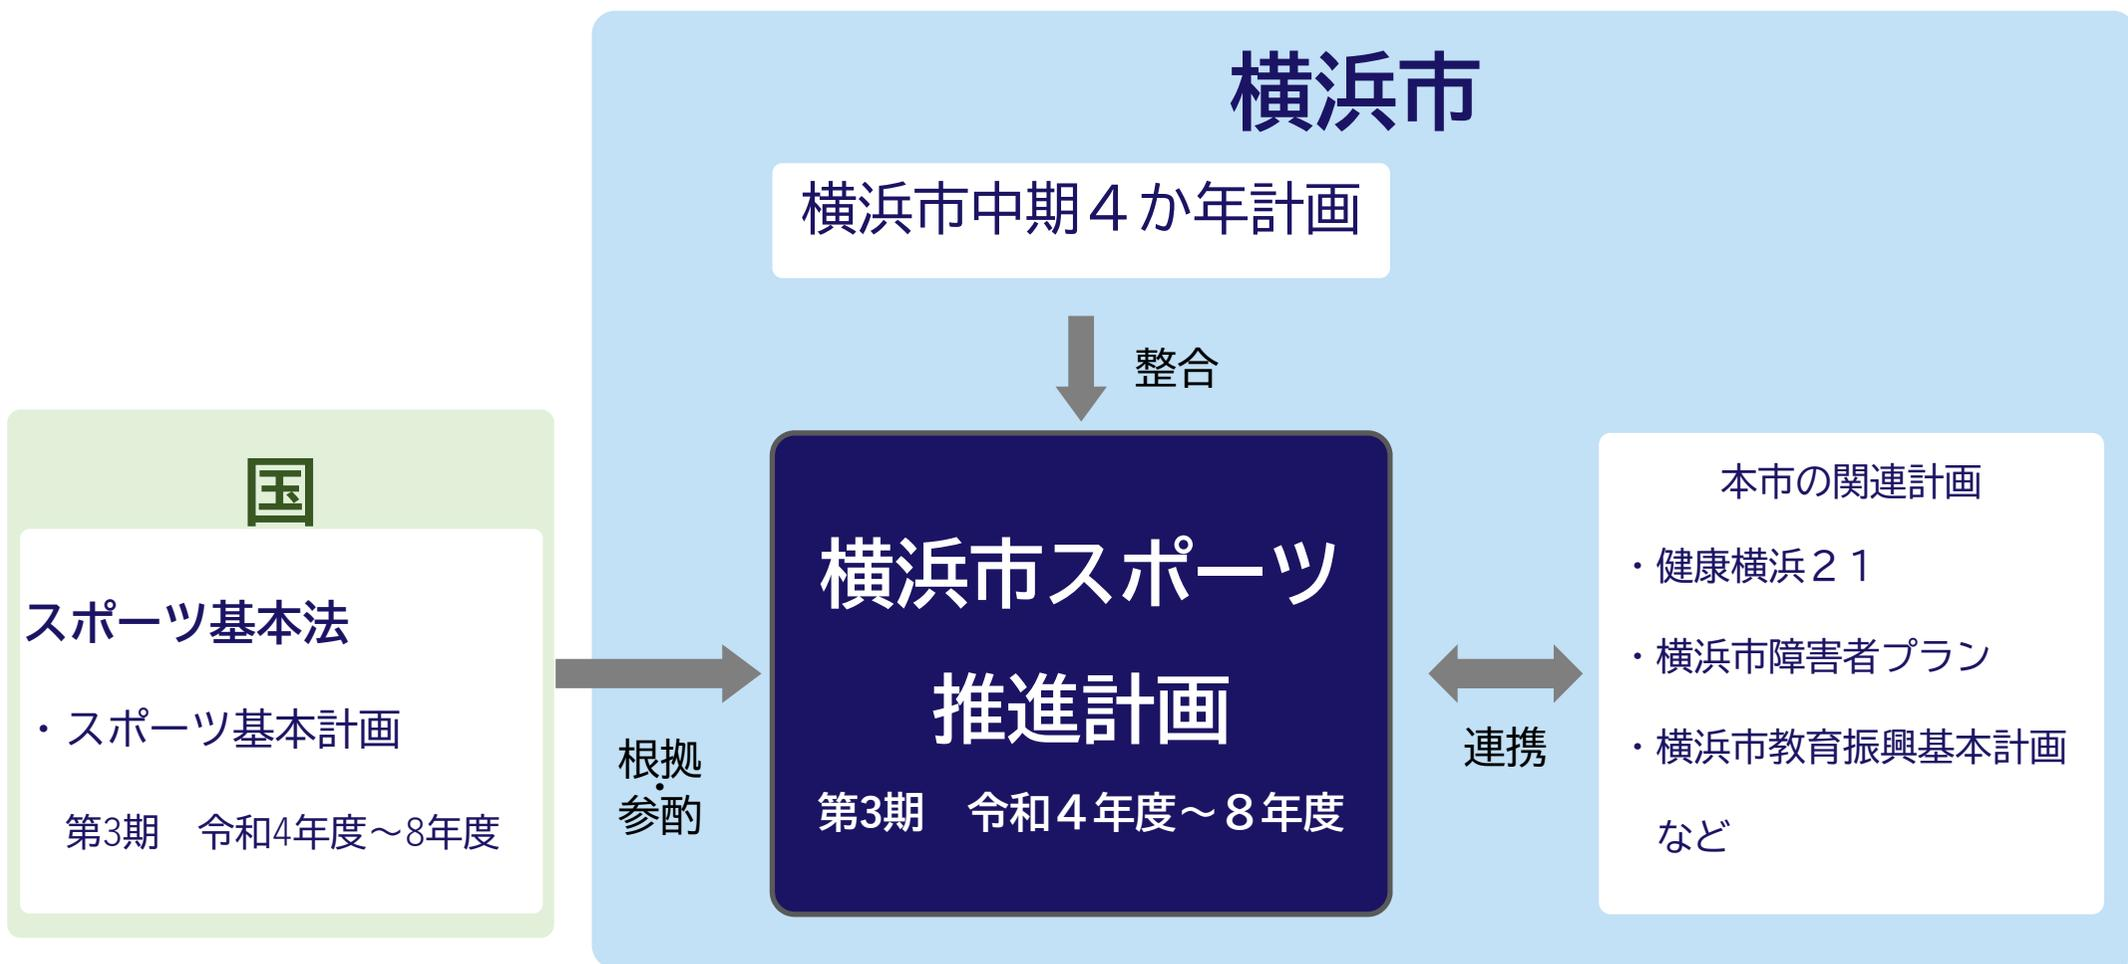 横浜市
横浜市中期４か年計画
整合
国
スポーツ基本法
・スポーツ基本計画
第3期　令和4年度～8年度
根拠
・
参酌
横浜市スポーツ
推進計画
第3期　令和４年度～８年度
連携
本市の関連計画
・健康横浜２１
・横浜市障害者プラン
・横浜市教育振興基本計画
など